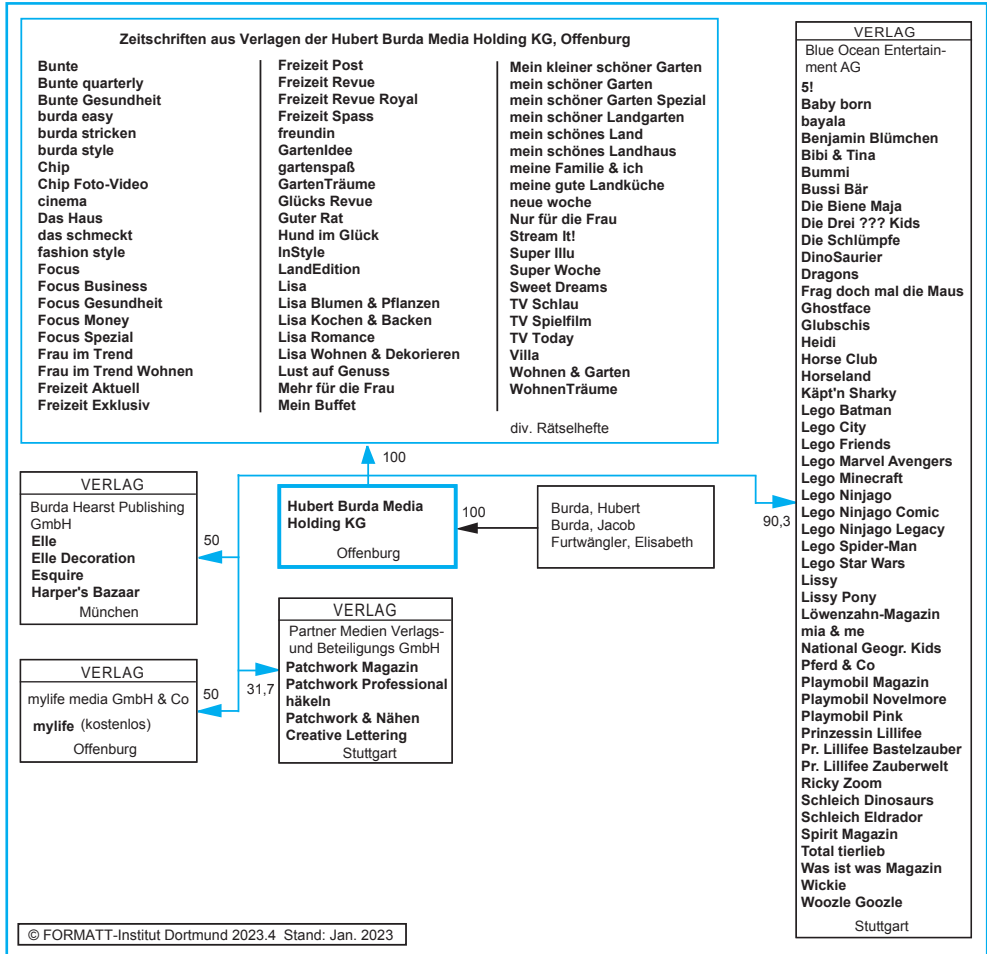 Zeitschriften aus Verlagen der Hubert Burda Media Holding KG, Offenburg
Bunte
Bunte quarterly
Bunte Gesundheit
burda easy
burda stricken
burda style
Chip
Chip Foto-Video
cinema
Das Haus
das schmeckt
fashion style
Focus
Focus Business
Focus Gesundheit
Focus Money
Focus Spezial
Frau im Trend
Frau im Trend Wohnen
Freizeit Aktuell
Freizeit Exklusiv
Freizeit Post
Freizeit Revue
Freizeit Revue Royal
Freizeit Spass
freundin
GartenIdee
gartenspaß
GartenTräume
Glücks Revue
Guter Rat
Hund im Glück
InStyle
LandEdition
Lisa
Lisa Blumen & Pflanzen
Lisa Kochen & Backen
Lisa Romance
Lisa Wohnen & Dekorieren
Lust auf Genuss
Mehr für die Frau
Mein Buffet
Mein kleiner schöner Garten
mein schöner Garten
mein schöner Garten Spezial
mein schöner Landgarten
mein schönes Land
mein schönes Landhaus
meine Familie & ich
meine gute Landküche
neue woche
Nur für die Frau
Stream It!
Super Illu
Super Woche
Sweet Dreams
TV Schlau
TV Spielfilm
TV Today
Villa
Wohnen & Garten
WohnenTräume
div. Rätselhefte
100
Hubert Burda Media
Holding KG
Offenburg
100
Burda, Hubert
Burda, Jacob
Furtwängler, Elisabeth
VERLAG
Burda Hearst Publishing
GmbH
Elle
Elle Decoration
Esquire
Harper's Bazaar
München
50
VERLAG
mylife media GmbH & Co
mylife (kostenlos)
Offenburg
50
31,7
VERLAG
Partner Medien Verlags-
und Beteiligungs GmbH
Patchwork Magazin
Patchwork Professional
häkeln
Patchwork & Nähen
Creative Lettering
Stuttgart
90,3
VERLAG
Blue Ocean Entertain-
ment AG
5!
Baby born
bayala
Benjamin Blümchen
Bibi & Tina
Bummi
Bussi Bär
Die Biene Maja
Die Drei ??? Kids
Die Schlümpfe
DinoSaurier
Dragons
Frag doch mal die Maus
Ghostface
Glubschis
Heidi
Horse Club
Horseland
Käpt'n Sharky
Lego Batman
Lego City
Lego Friends
Lego Marvel Avengers
Lego Minecraft
Lego Ninjago
Lego Ninjago Comic
Lego Ninjago Legacy
Lego Spider-Man
Lego Star Wars
Lissy
Lissy Pony
Löwenzahn-Magazin
mia & me
National Geogr. Kids
Pferd & Co
Playmobil Magazin
Playmobil Novelmore
Playmobil Pink
Prinzessin Lillifee
Pr. Lillifee Bastelzauber
Pr. Lillifee Zauberwelt
Ricky Zoom
Schleich Dinosaurs
Schleich Eldrador
Spirit Magazin
Total tierlieb
Was ist was Magazin
Wickie
Woozle Goozle
Stuttgart
© FORMATT-Institut Dortmund 2023.4 Stand: Jan. 2023